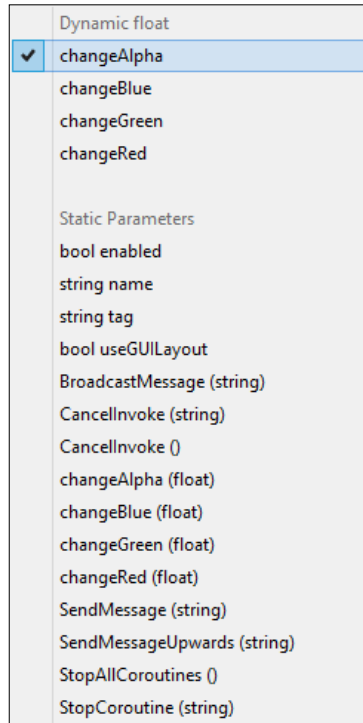 Dynamic float
changeAlpha
changeBlue
changeGreen
changeRed
Static Parameters
bool enabled
string name
string tag
bool useGUILayout
BroadcastMessage (string)
CancelInvoke (string)
CancelInvoke ()
changeAlpha (float)
changeBlue (float)
changeGreen (float)
changeRed (float)
SendMessage (string)
SendMessageUpwards (string)
StopAllCoroutines ()
StopCoroutine (string)